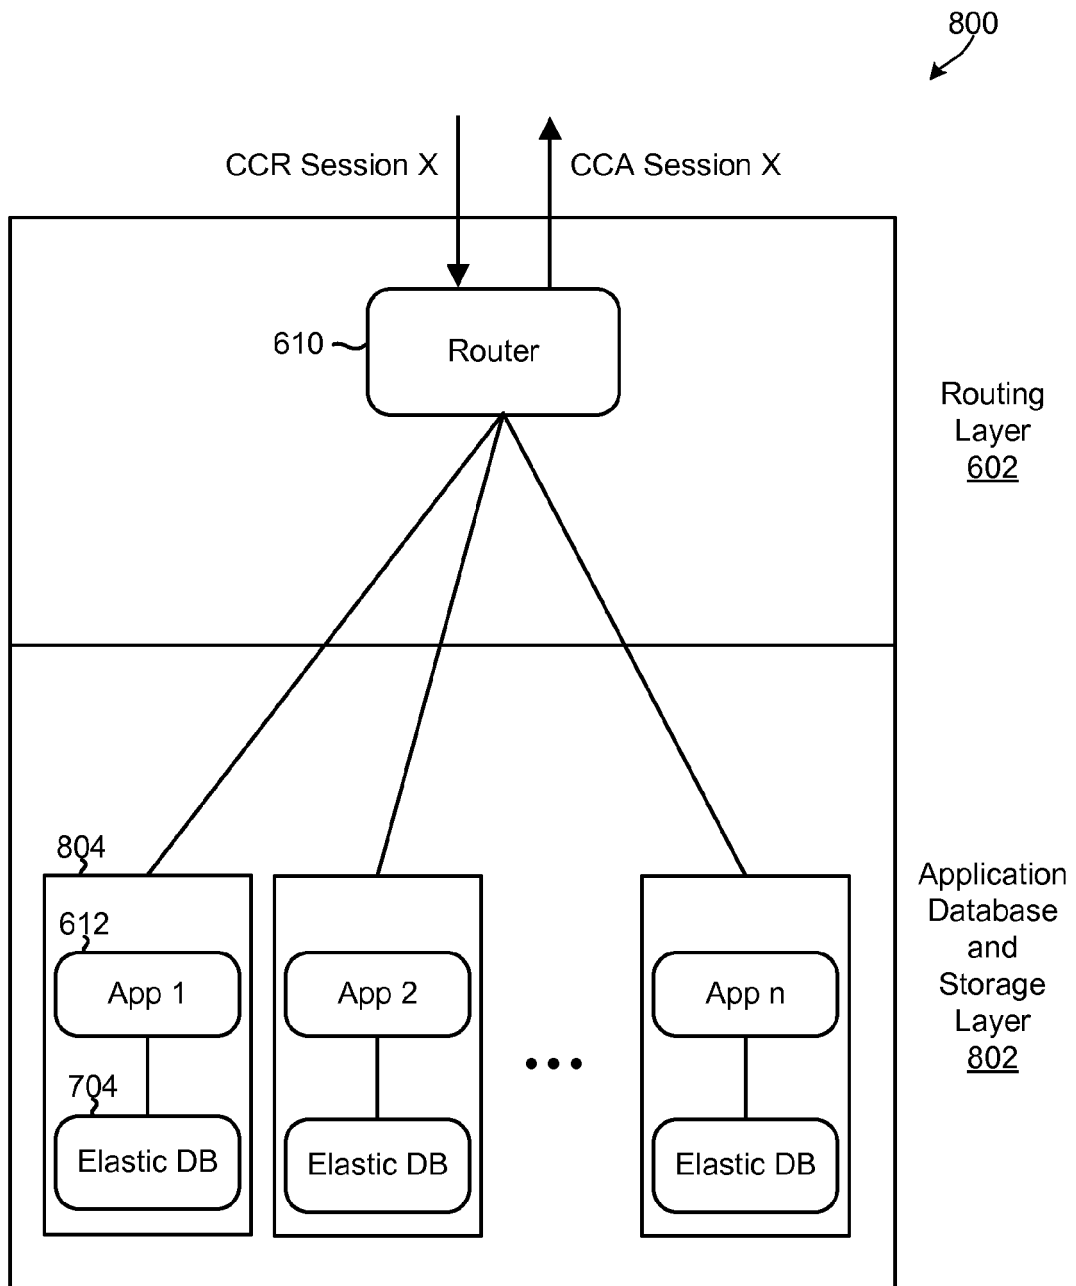 800
CCR Session X
CCA Session X
610
Router
Routing
Layer
602
804
612
App 1
App 2
App n
704
Elastic DB
Elastic DB
Elastic DB
Application
Database
and
Storage
Layer
802